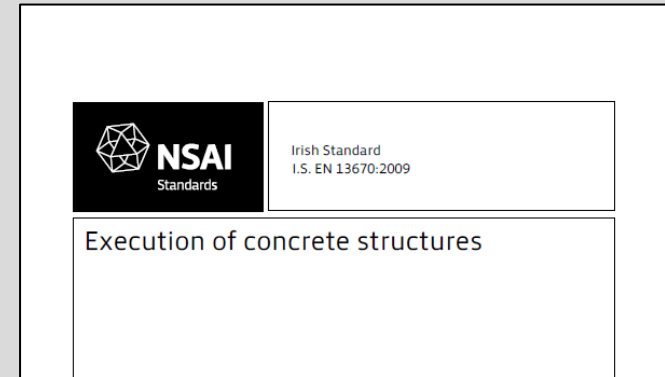 NSAI
Standards
Irish Standard
I.S. EN 13670:2009
Execution of concrete structures